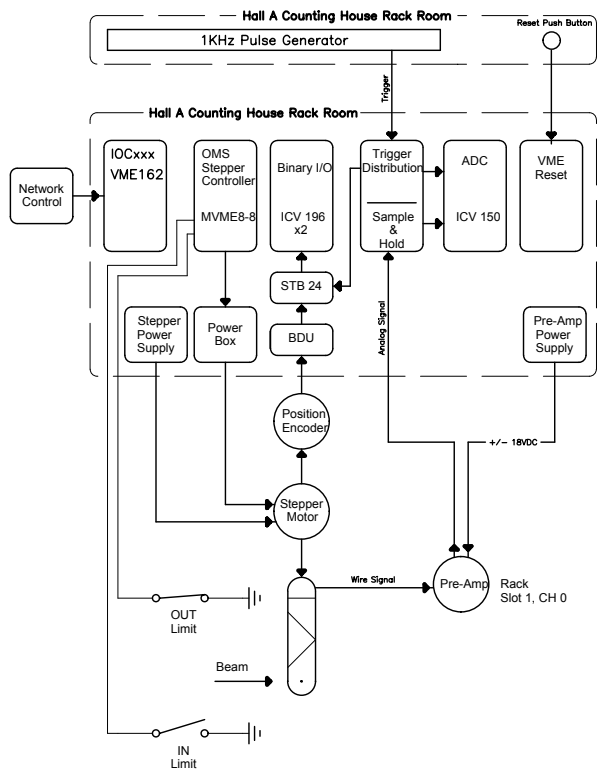 Hall A Counting House Rack Room
Reset Push Button
1KHz Pulse Generator
Trigger
Hall A Counting House Rack Room
Network
Control
IOCxxx
VME162
OMS
Stepper
Controller
MVME8-8
Binary I/O
ICV 196
x2
Trigger
Distribution
Sample
&
Hold
ADC
ICV 150
VME
Reset
STB 24
BDU
Stepper
Power
Supply
Power
Box
Analog Signal
Pre-Amp
Power
Supply
Position
Encoder
+/- 18VDC
Stepper
Motor
Wire Signal
Pre-Amp
Rack
Slot 1, CH 0
OUT
Limit
Beam
IN
Limit